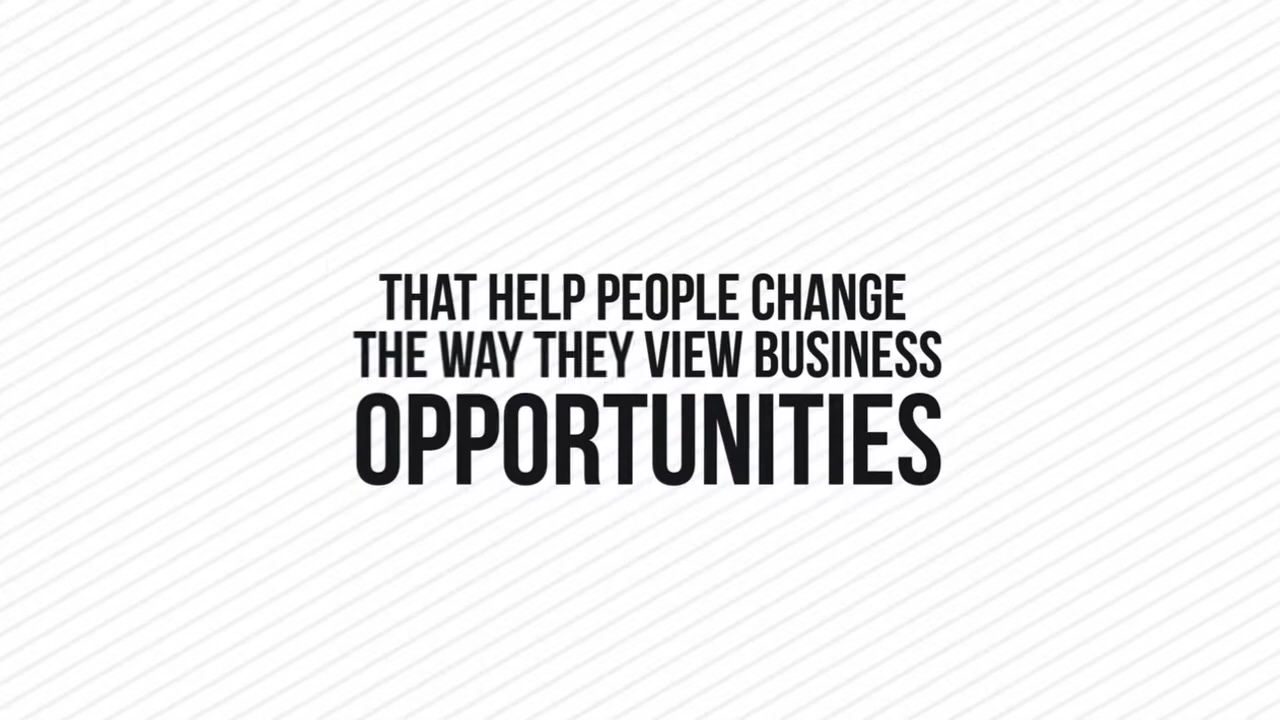 THAT HELP PEOPLE CHANGE
THE WAY THEY VIEW BUSINESS
OPPORTUNITIES